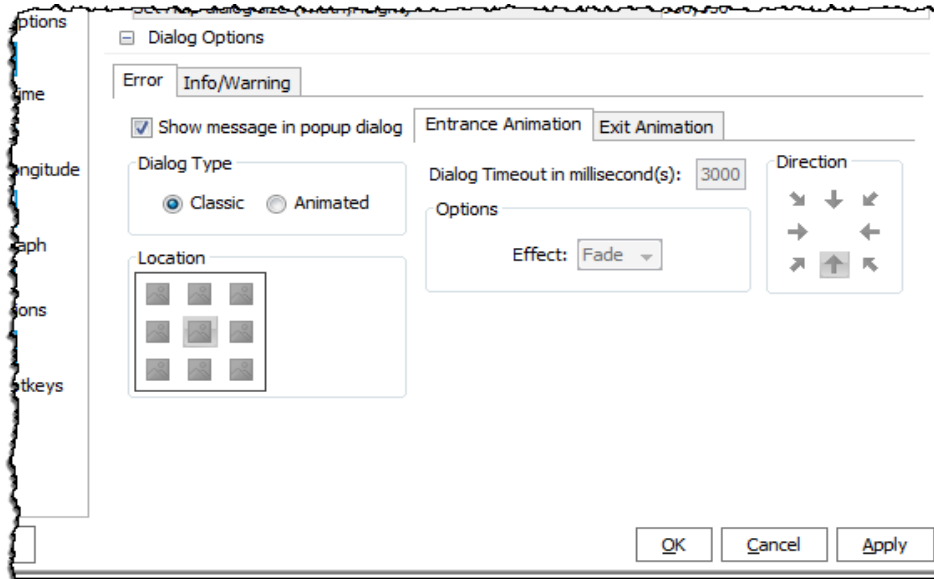 Dialog Options
Error
Info/Warning
Show message in popup dialog
Entrance Animation
Exit Animation
Dialog Type
Classic
Animated
Dialog Timeout in millisecond(s):
3000
Direction
Options
Effect:
Fade
Location
ptions
ime
ongitude
aph
ions
tkeys
OK
Cancel
Apply